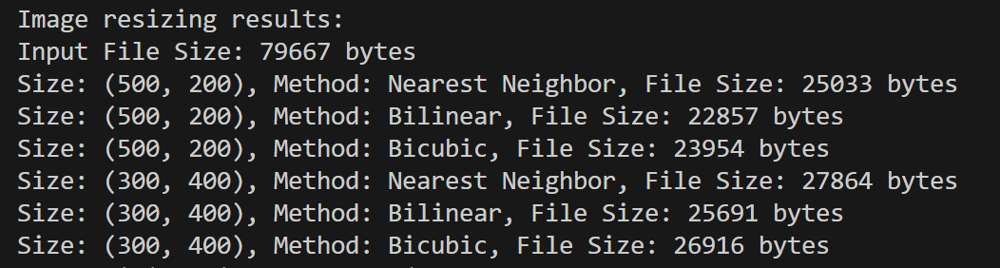 Image resizing results:
Input File Size: 79667 bytes
Size: (500, 200), Method: Nearest Neighbor, File Size: 25033 bytes
Size: (500, 200), Method: Bilinear, File Size: 22857 bytes
Size: (500, 200), Method: Bicubic, File Size: 23954 bytes
Size: (300, 400), Method: Nearest Neighbor, File Size: 27864 bytes
Size: (300, 400), Method: Bilinear, File Size: 25691 bytes
Size: (300, 400), Method: Bicubic, File Size: 26916 bytes